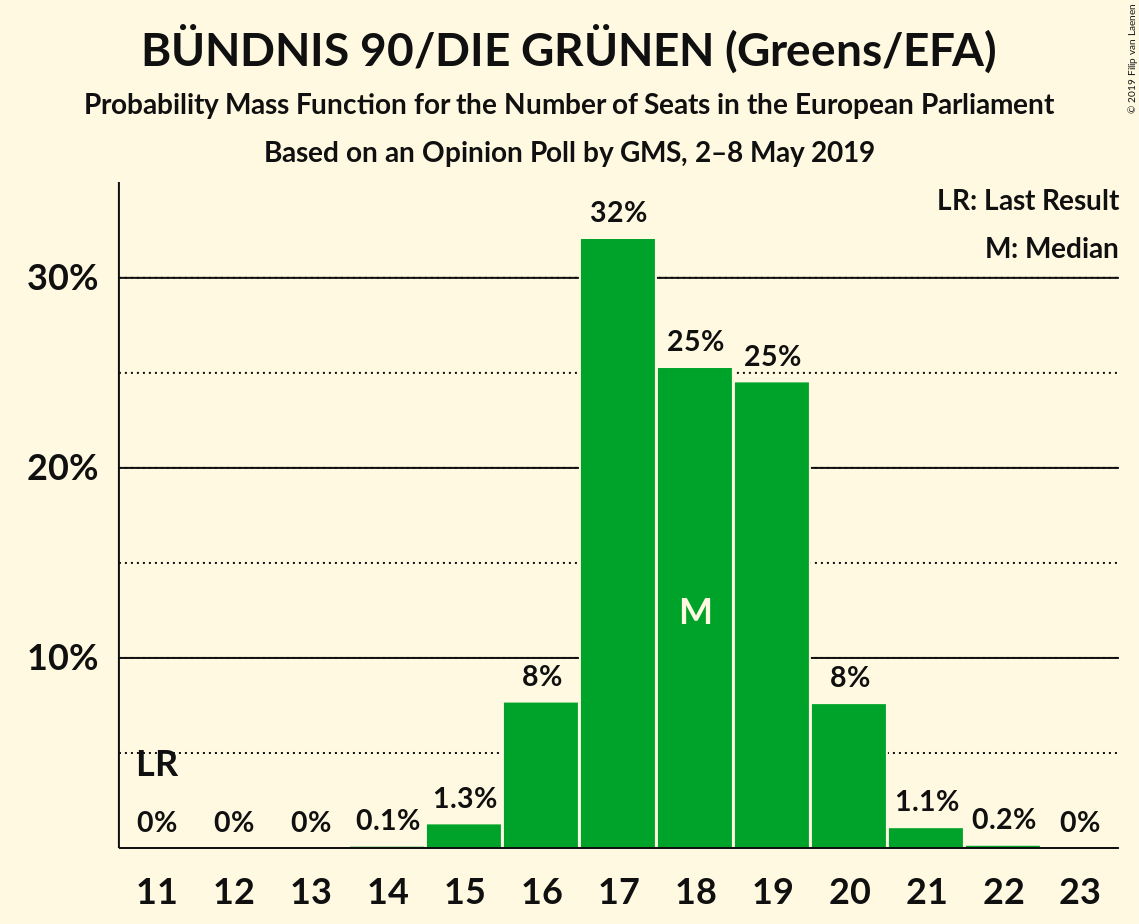 BÜNDNIS 90/DIE GRÜNEN (Greens/EFA)
Probability Mass Function for the Number of Seats in the European Parliament
Based on an Opinion Poll by GMS, 2–8 May 2019
© 2019 Filip van Laenen
LR: Last Result
M: Median
32%
30%
25% 25%
20%
M
10%
8% 8%
LR
0% 0% 0% 0.1% 1.3% 1.1% 0.2% 0%
11 12 13 14 15 16 17 18 19 20 21 22 23